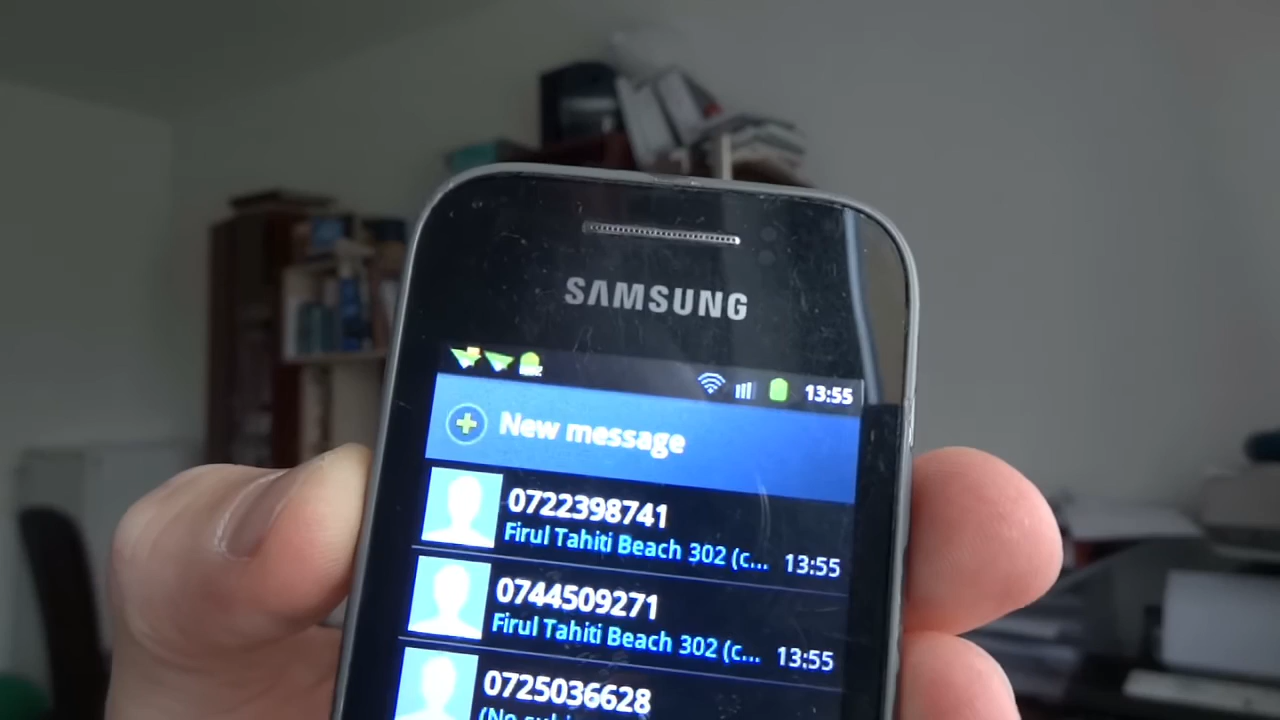 SAMSUNG
13:55
New message
0722398741
Firul Tahiti Beach 302 (c... 13:55
0744509271
Firul Tahiti Beach 302 (c... 13:55
0725036628
(No